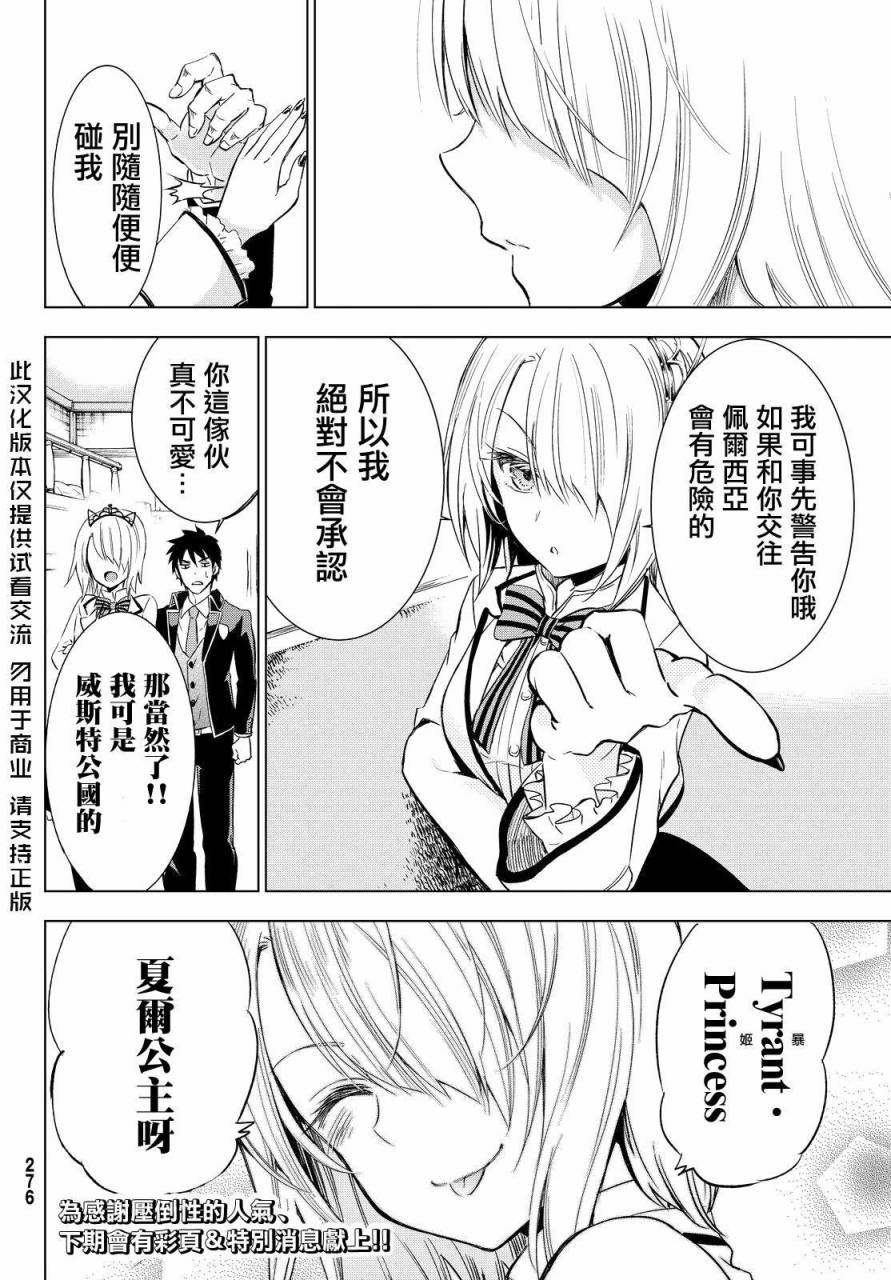 別隨隨便便
碰我
我可事先警告你哦
如果和你交往
佩爾西亞
會有危險的
所以我
絕對不會承認
你這傢伙
真不可愛…
那當然了!!
我可是
威斯特公國的
Tyrant・
暴
Princess
姬
夏爾公主呀
為感謝壓倒性的人氣、
下期會有彩頁&特別消息獻上!!
276
此汉化版本仅提供试看交流 勿用于商业 请支持正版